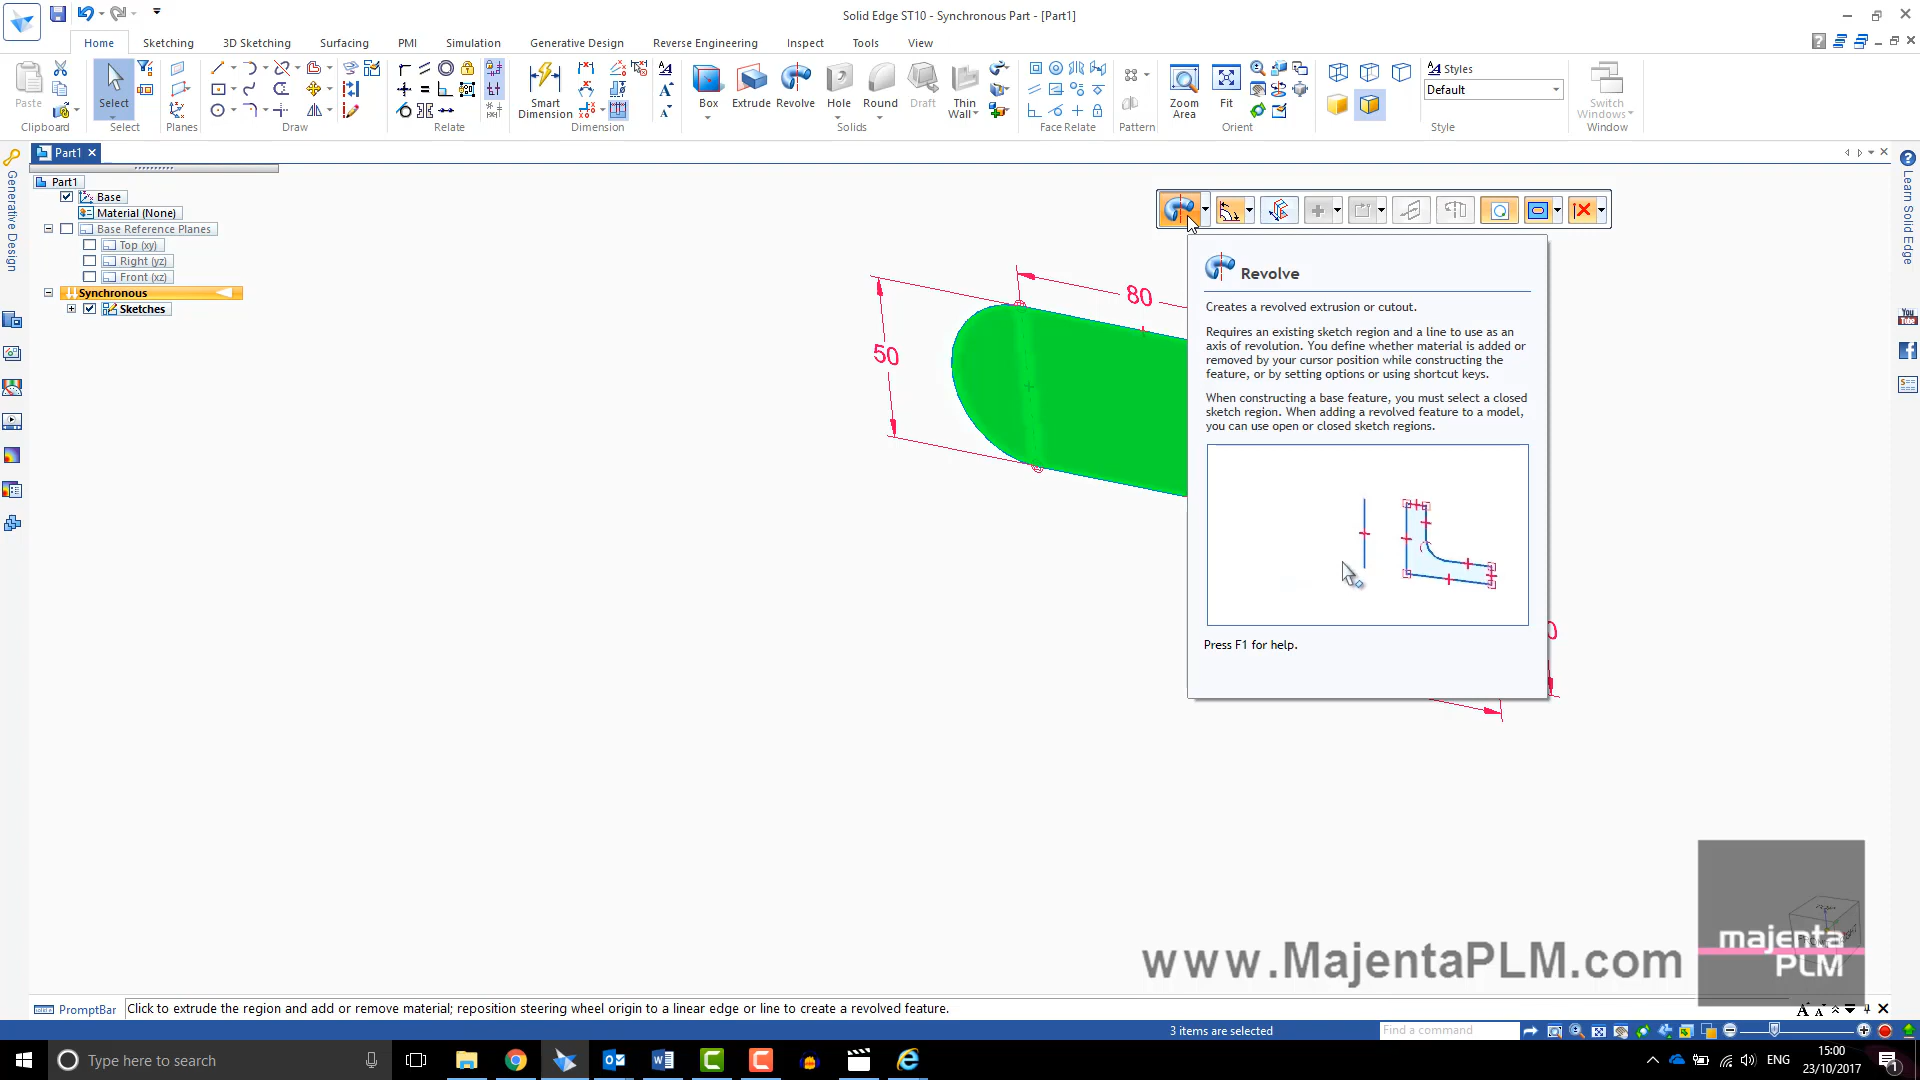 Solid Edge ST10 - Synchronous Part - [Part1]
Home
Sketching
3D Sketching
Surfacing
PMI
Simulation
Generative Design
Reverse Engineering
Inspect
Tools
View
Paste
Select
Smart
Dimension
Box
Extrude
Revolve
Hole
Round
Draft
Thin
Wall
Zoom
Area
Fit
Styles
Default
Switch
Windows
Clipboard
Select
Planes
Draw
Relate
Dimension
Solids
Face Relate
Pattern
Orient
Style
Window
Part1
Part1
Base
Material (None)
Base Reference Planes
Top (xy)
Right (yz)
Front (xz)
Synchronous
Sketches
Generative Design
Learn Solid Edge
You
80
50
Revolve
Creates a revolved extrusion or cutout.
Requires an existing sketch region and a line to use as an
axis of revolution. You define whether material is added or
removed by your cursor position while constructing the
feature, or by setting options or using shortcut keys.
When constructing a base feature, you must select a closed
sketch region. When adding a revolved feature to a model,
you can use open or closed sketch regions.
Press F1 for help.
www.MajentaPLM.com
majenta
PLM
PromptBar
Click to extrude the region and add or remove material; reposition steering wheel origin to a linear edge or line to create a revolved feature.
3 items are selected
Find a command
Type here to search
ENG
15:00
23/10/2017